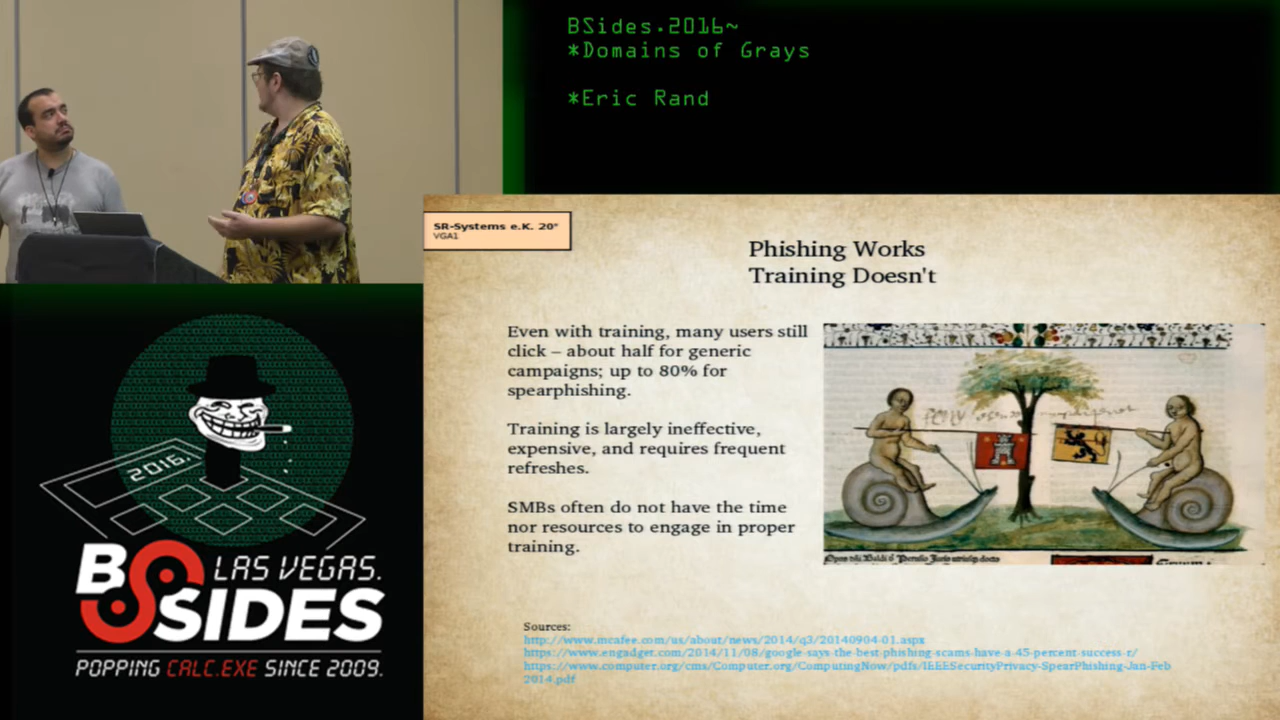 BSides.2016~
*Domains of Grays
*Eric Rand
SR-Systems e.K. 20°
VGA1
Phishing Works
Training Doesn't
Even with training, many users still
click – about half for generic
campaigns; up to 80% for
spearphishing.
Training is largely ineffective,
expensive, and requires frequent
refreshes.
SMBs often do not have the time
nor resources to engage in proper
training.
Sources:
http://www.mcafee.com/us/about/news/2014/q3/20140904-01.aspx
https://www.engadget.com/2014/11/08/google-says-the-best-phishing-scams-have-a-45-percent-success-r/
https://www.computer.org/cms/Computer.org/ComputingNow/pdfs/IEEESecurityPrivacy-SpearPhishing-Jan-Feb
2014.pdf
2016.
BSIDES
LAS VEGAS.
POPPING CALC.EXE SINCE 2009.